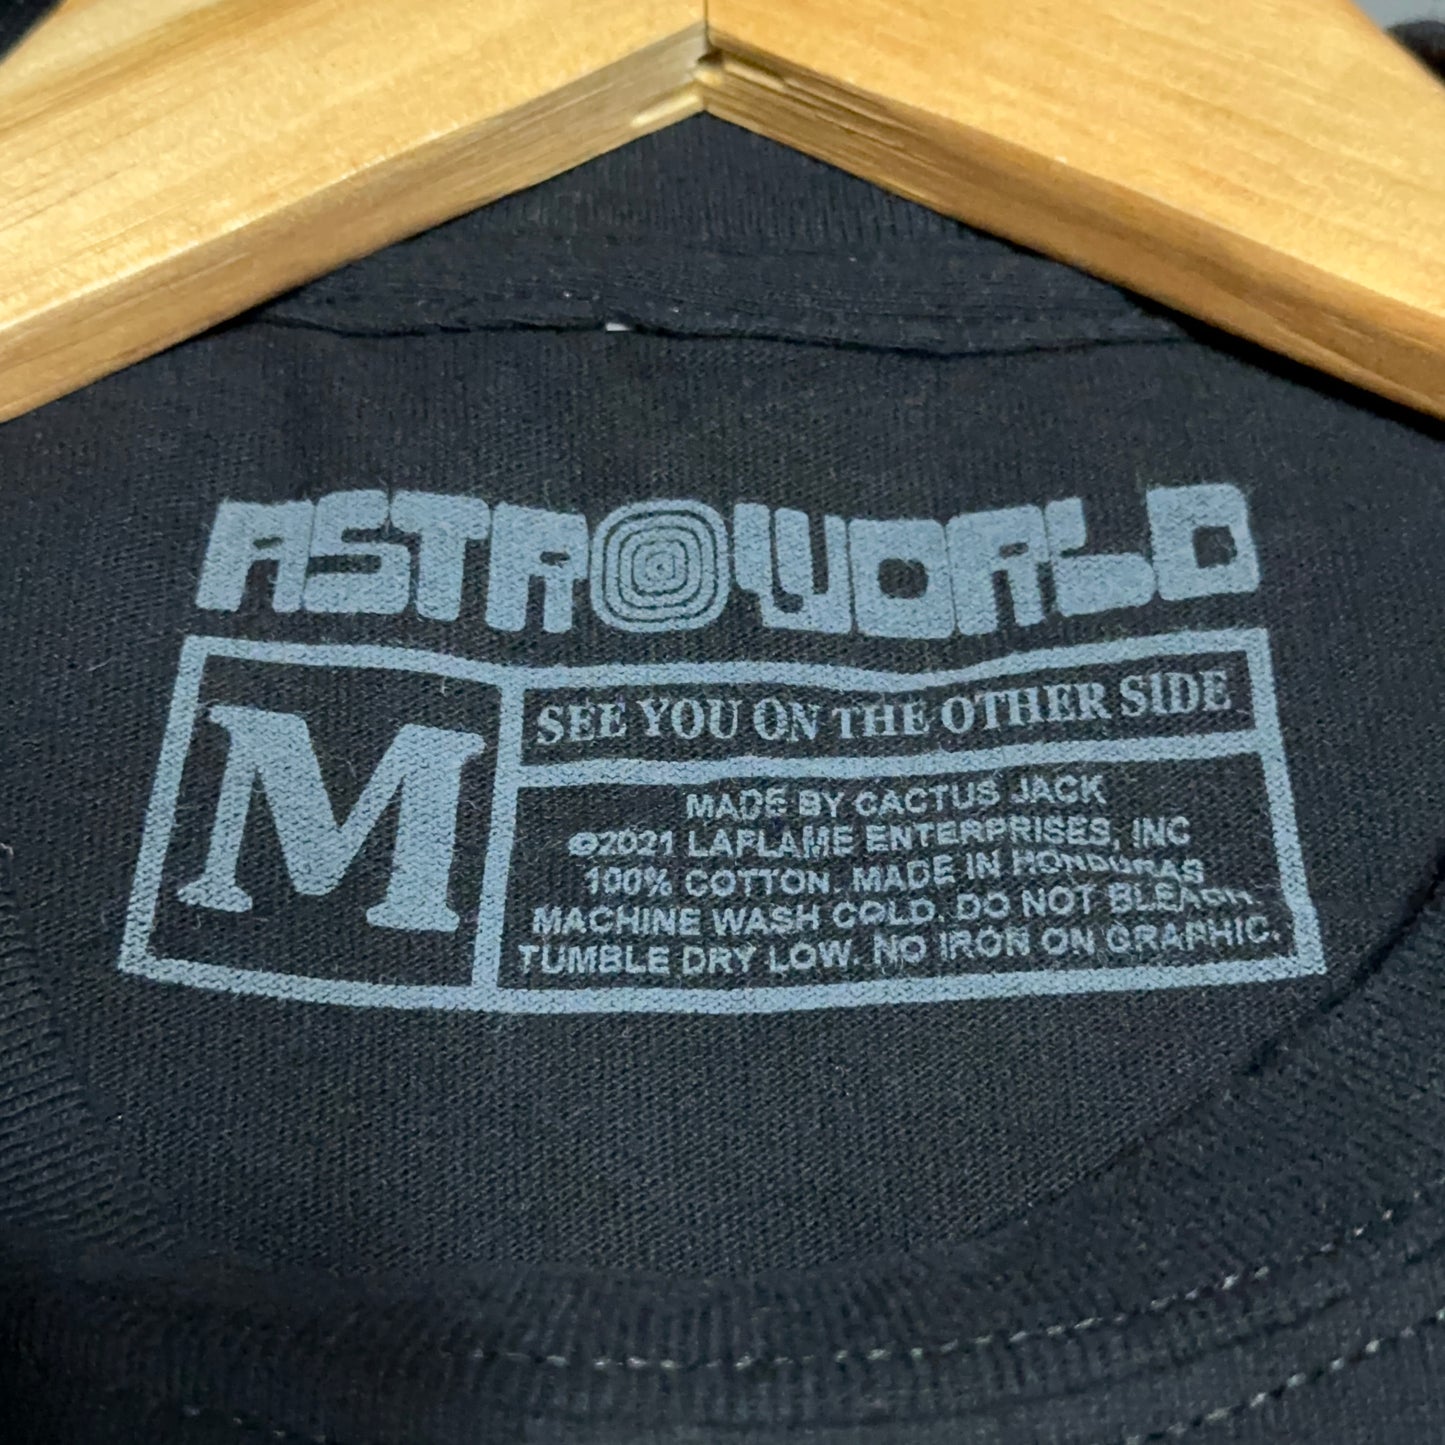 ASTROWORLD
M
SEE YOU ON THE OTHER SIDE
MADE BY CACTUS JACK
©2021 LAFLAME ENTERPRISES, INC
100% COTTON. MADE IN HONDURAS
MACHINE WASH COLD. DO NOT BLEACH.
TUMBLE DRY LOW. NO IRON ON GRAPHIC.